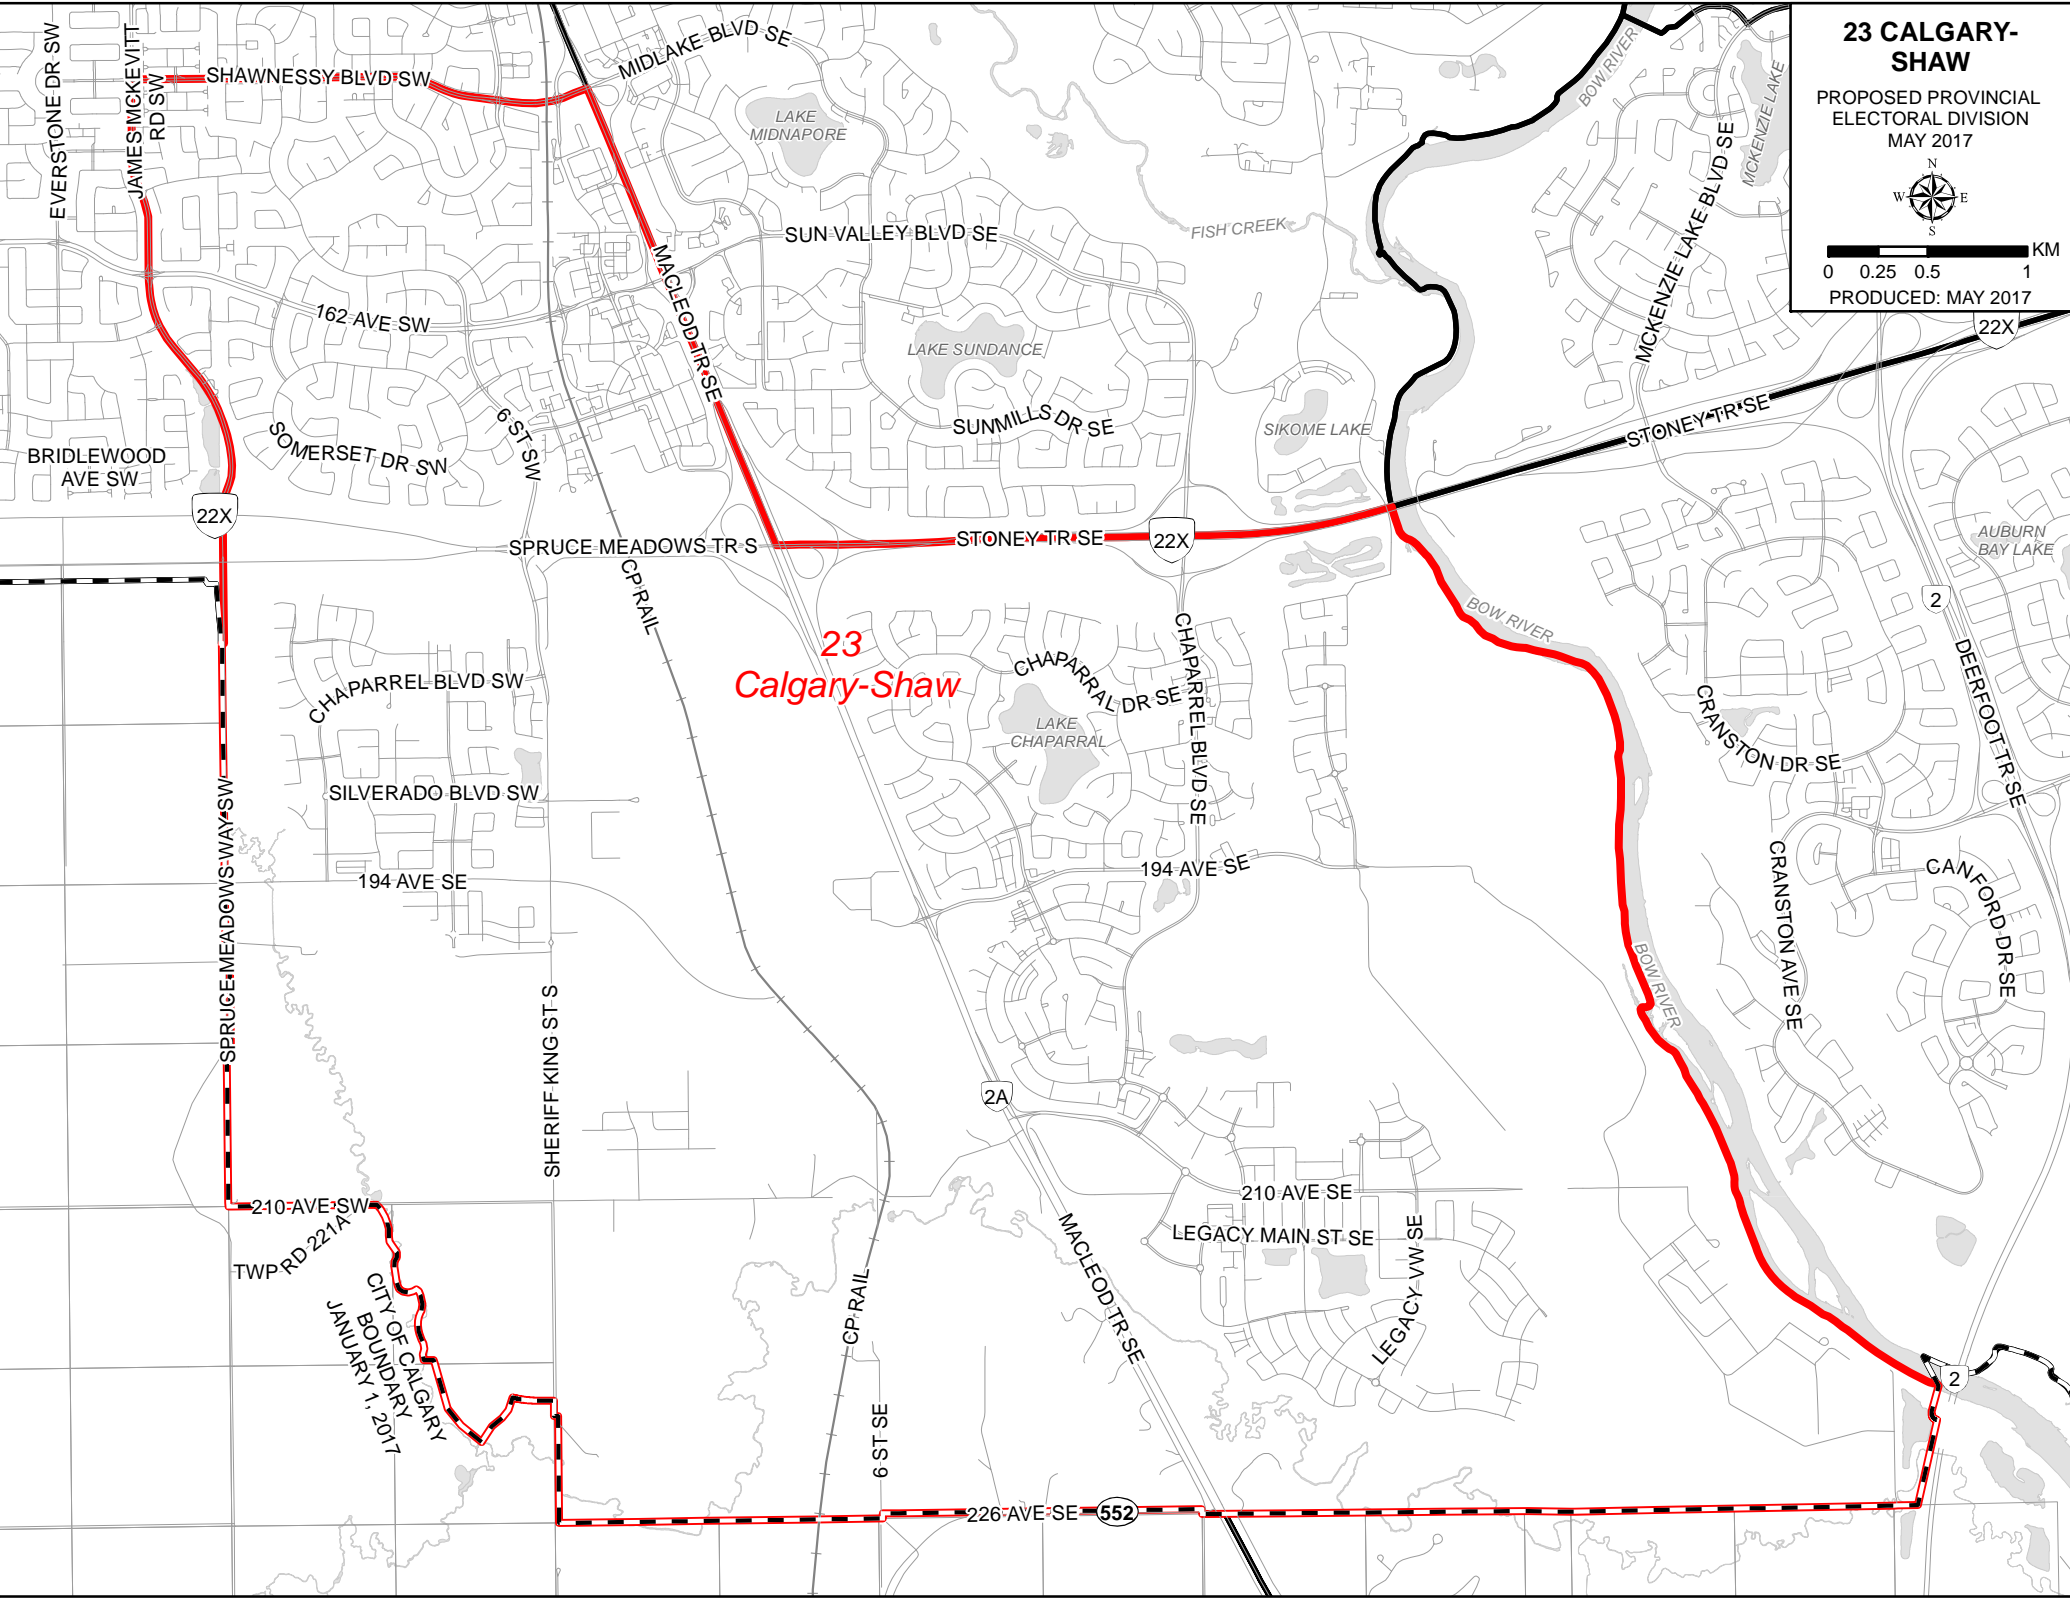 23 CALGARY-
SHAW
PROPOSED PROVINCIAL
ELECTORAL DIVISION
MAY 2017
N
W E
S
KM
0 0.25 0.5 1
PRODUCED: MAY 2017
EVERSTONE DR SW
JAMES MCKEVITT
RD SW
SHAWNESSY BLVD SW
MIDLAKE BLVD SE
LAKE
MIDNAPORE
BOW RIVER
MCKENZIE LAKE
MCKENZIE LAKE BLVD SE
SUN VALLEY BLVD SE
FISH CREEK
MACLEOD TR SE
162 AVE SW
LAKE SUNDANCE
22X
6 ST SW
SUNMILLS DR SE
SIKOME LAKE
STONEY TR SE
SOMERSET DR SW
BRIDLEWOOD
AVE SW
22X
SPRUCE MEADOWS TR S
STONEY TR SE
22X
AUBURN
BAY LAKE
CP RAIL
BOW RIVER
2
23
Calgary-Shaw
CHAPARRAL DR SE
CHAPARREL BLVD SE
CHAPARREL BLVD SW
LAKE
CHAPARRAL
CRANSTON DR SE
DEERFOOT TR SE
SILVERADO BLVD SW
SPRUCE MEADOWS WAY SW
194 AVE SE
194 AVE SE
CRANSTON AVE SE
CANFORD DR SE
BOW RIVER
SHERIFF KING ST S
2A
210 AVE SW
TWP RD 221A
210 AVE SE
LEGACY MAIN ST SE
LEGACY VW SE
MACLEOD TR SE
CITY OF CALGARY
BOUNDARY
JANUARY 1, 2017
CP RAIL
2
6 ST SE
226 AVE SE
552